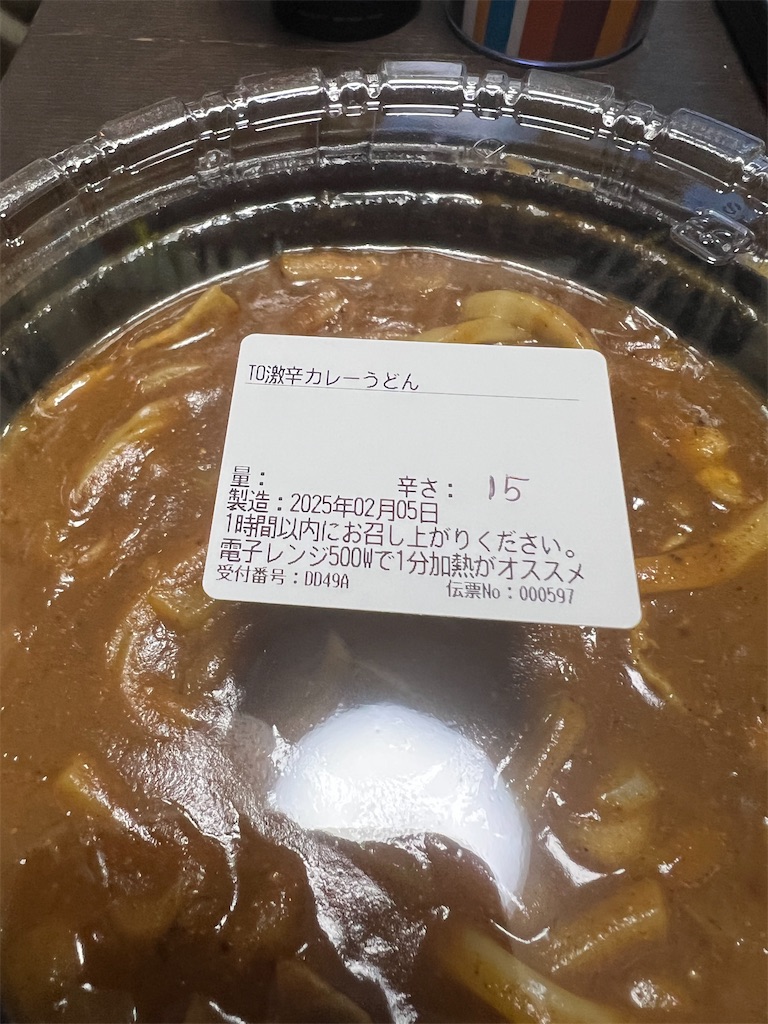 TO激辛カレーうどん
量： 辛さ： 15
製造：2025年02月05日
1時間以内にお召し上がりください。
電子レンジ500Wで1分加熱がオススメ
受付番号：DD49A 伝票No：000597